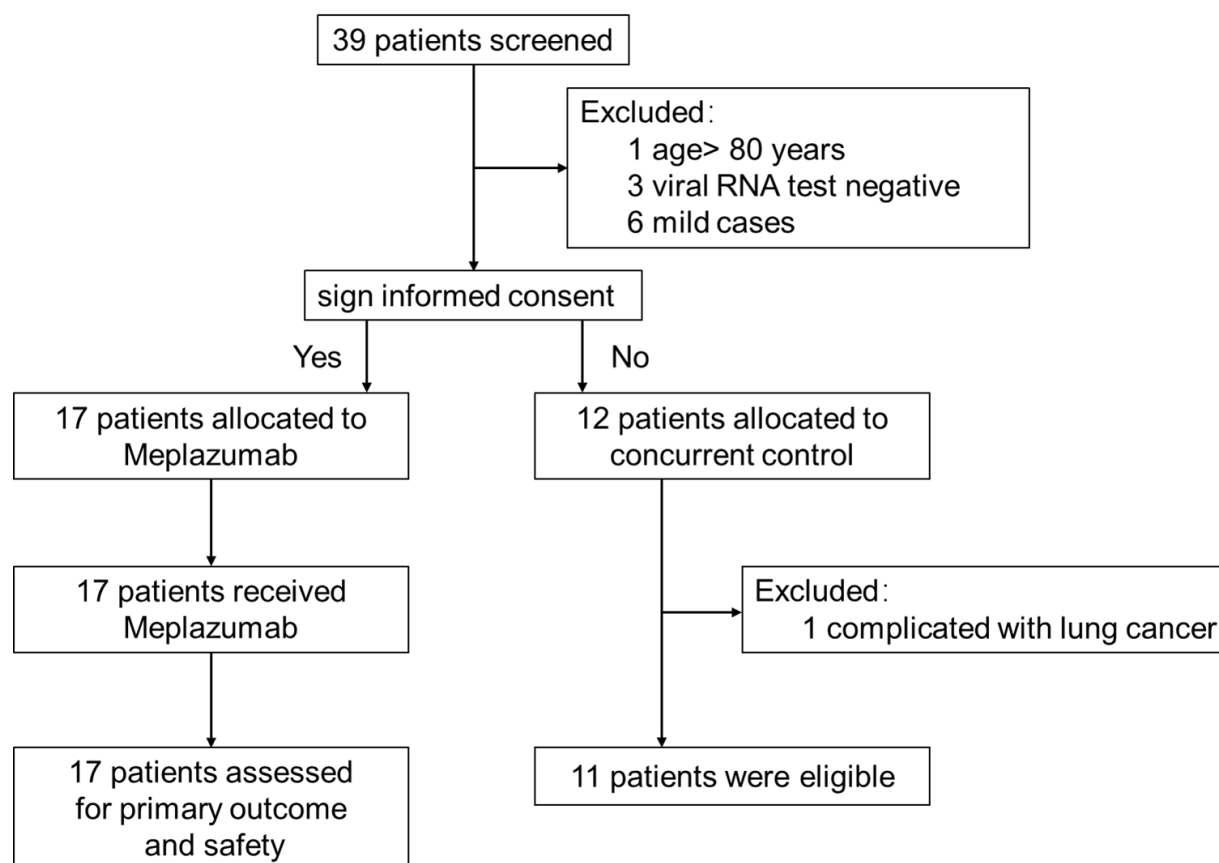 39 patients screened
Excluded:
1 age> 80 years
3 viral RNA test negative
6 mild cases
sign informed consent
Yes
No
17 patients allocated to
Meplazumab
12 patients allocated to
concurrent control
17 patients received
Meplazumab
Excluded:
1 complicated with lung cancer
17 patients assessed
for primary outcome
and safety
11 patients were eligible